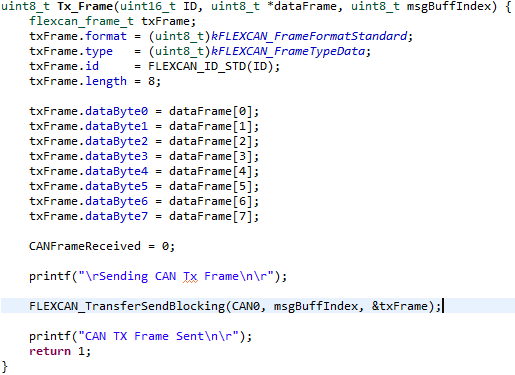 uint8_t Tx_Frame(uint16_t ID, uint8_t *dataFrame, uint8_t msgBuffIndex) {
flexcan_frame_t txFrame;
txFrame.format = (uint8_t)kFLEXCAN_FrameFormatStandard;
txFrame.type   = (uint8_t)kFLEXCAN_FrameTypeData;
txFrame.id     = FLEXCAN_ID_STD(ID);
txFrame.length = 8;
txFrame.dataByte0 = dataFrame[0];
txFrame.dataByte1 = dataFrame[1];
txFrame.dataByte2 = dataFrame[2];
txFrame.dataByte3 = dataFrame[3];
txFrame.dataByte4 = dataFrame[4];
txFrame.dataByte5 = dataFrame[5];
txFrame.dataByte6 = dataFrame[6];
txFrame.dataByte7 = dataFrame[7];
CANFrameReceived = 0;
printf("\rSending CAN Tx Frame\n\r");
FLEXCAN_TransferSendBlocking(CAN0, msgBuffIndex, &txFrame);
printf("CAN TX Frame Sent\n\r");
return 1;
}